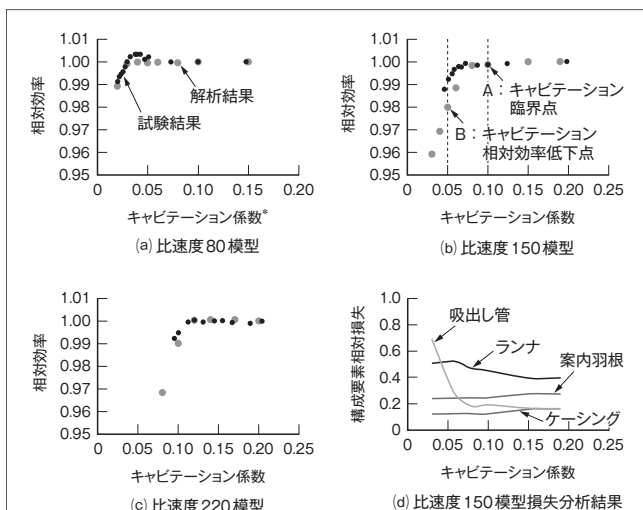 1.01
1.00
0.99
0.98
0.97
0.96
0.95
相対効率
解析結果
試験結果
0 0.05 0.10 0.15 0.20
キャビテーション係数*
(a) 比速度80模型
1.01
1.00
0.99
0.98
0.97
0.96
0.95
相対効率
A:キャビテーション
臨界点
B:キャビテーション
相対効率低下点
0 0.05 0.10 0.15 0.20
キャビテーション係数
(b) 比速度150模型
1.01
1.00
0.99
0.98
0.97
0.96
0.95
相対効率
0 0.05 0.10 0.15 0.20 0.25
キャビテーション係数
(c) 比速度220模型
1.0
0.8
0.6
0.4
0.2
0
構成要素相対損失
吸出し管
ランナ
案内羽根
ケーシング
0 0.05 0.10 0.15 0.20 0.25
キャビテーション係数
(d) 比速度150模型損失分析結果